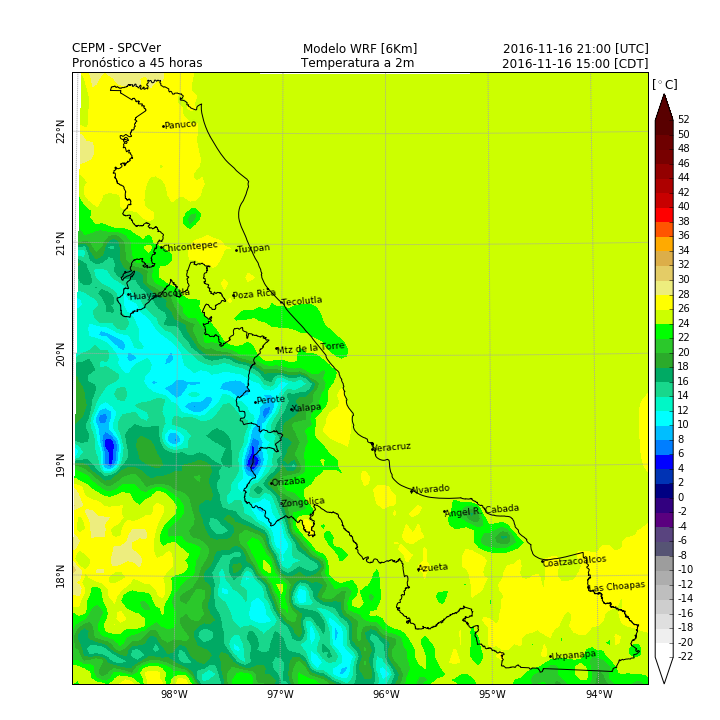 CEPM - SPCVer Modelo WRF [6Km] 2016-11-16 21:00 [UTC]
Pronóstico a 45 horas Temperatura a 2m 2016-11-16 15:00 [CDT]
[°C]
52
50
48
46
44
42
40
38
36
34
32
30
28
26
24
22
20
18
16
14
12
10
8
6
4
2
0
-2
-4
-6
-8
-10
-12
-14
-16
-18
-20
-22
22°N
21°N
20°N
19°N
18°N
Panuco
Chicontepec
Tuxpan
Huayacocotla
Poza Rica
Tecolutla
Mtz de la Torre
Perote
Xalapa
Veracruz
Orizaba
Alvarado
Zongolica
Angel R. Cabada
Azueta
Coatzacoalcos
Las Choapas
Uxpanapa
98°W 97°W 96°W 95°W 94°W